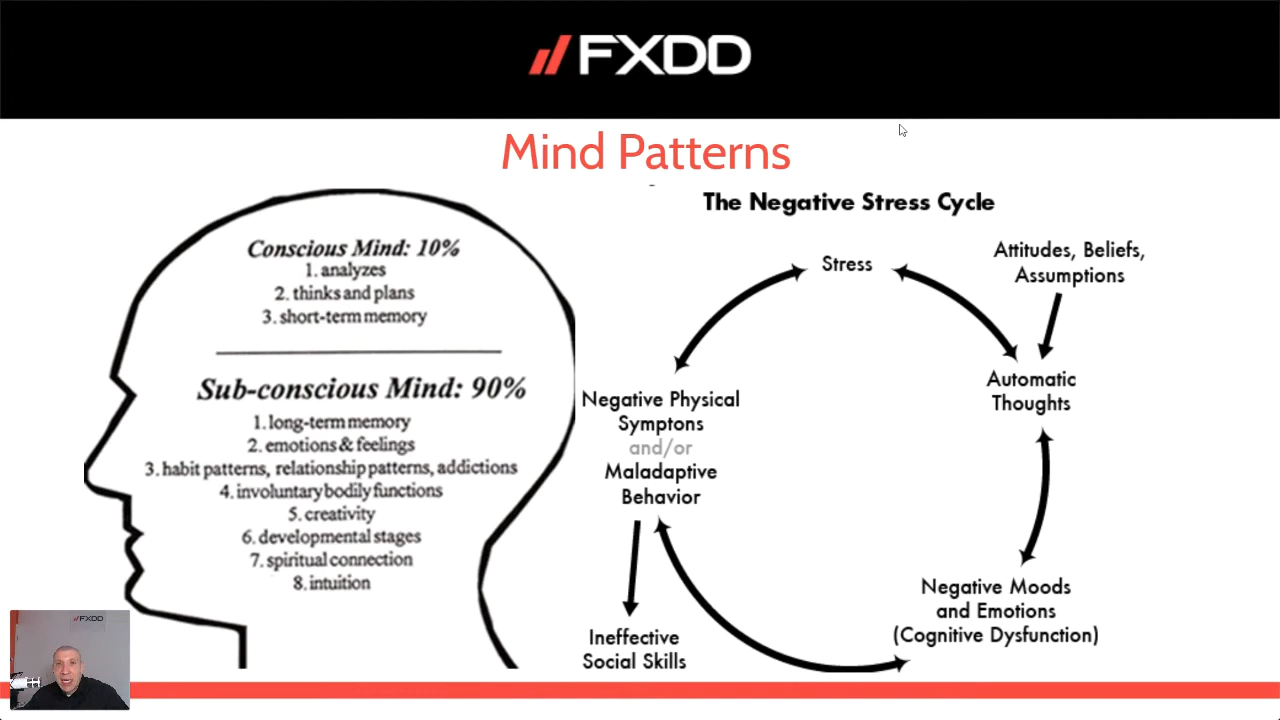 FXDD
Mind Patterns
Conscious Mind: 10%
1. analyzes
2. thinks and plans
3. short-term memory
Sub-conscious Mind: 90%
1. long-term memory
2. emotions & feelings
3. habit patterns, relationship patterns, addictions
4. involuntary bodily functions
5. creativity
6. developmental stages
7. spiritual connection
8. intuition
The Negative Stress Cycle
Stress
Attitudes, Beliefs,
Assumptions
Automatic
Thoughts
Negative Moods
and Emotions
(Cognitive Dysfunction)
Negative Physical
Symptons
and/or
Maladaptive
Behavior
Ineffective
Social Skills
FXDD